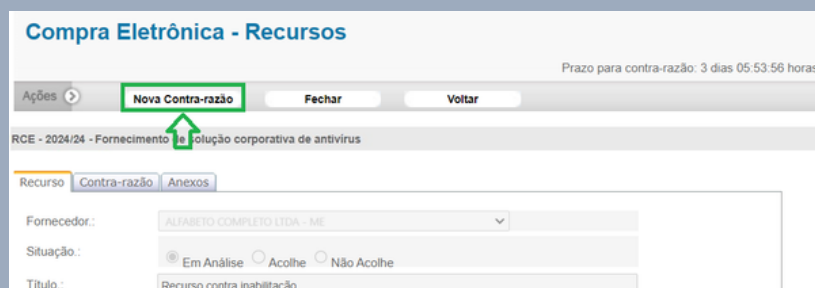 Compra Eletrônica - Recursos
Prazo para contra-razão: 3 dias 05:53:56 horas
Ações Nova Contra-razão Fechar Voltar
RCE - 2024/24 - Fornecimento de solução corporativa de antivirus
Recurso Contra-razão Anexos
Fornecedor.: ALFABETO COMPLETO LTDA - ME
Situação.: Em Análise Acolhe Não Acolhe
Título.: Recurso contra inabilitação